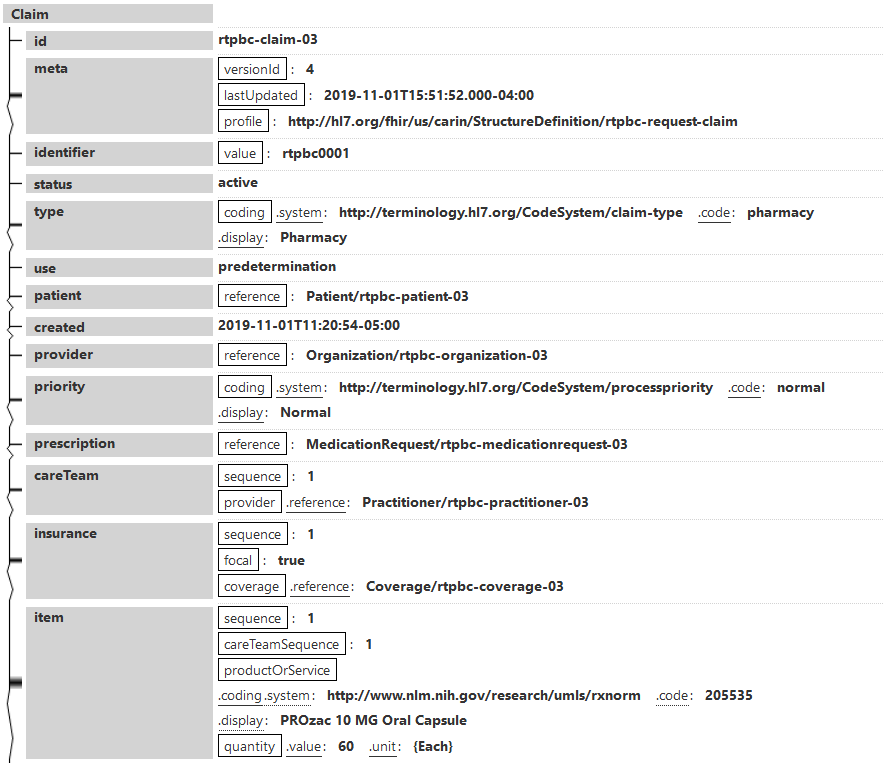 Claim
id rtpbc-claim-03
meta versionId : 4
lastUpdated : 2019-11-01T15:51:52.000-04:00
profile : http://hl7.org/fhir/us/carin/StructureDefinition/rtpbc-request-claim
identifier value : rtpbc0001
status active
type coding .system: http://terminology.hl7.org/CodeSystem/claim-type .code: pharmacy
.display: Pharmacy
use predetermination
patient reference : Patient/rtpbc-patient-03
created 2019-11-01T11:20:54-05:00
provider reference : Organization/rtpbc-organization-03
priority coding .system: http://terminology.hl7.org/CodeSystem/processpriority .code: normal
.display: Normal
prescription reference : MedicationRequest/rtpbc-medicationrequest-03
careTeam sequence : 1
provider .reference: Practitioner/rtpbc-practitioner-03
insurance sequence : 1
focal : true
coverage .reference: Coverage/rtpbc-coverage-03
item sequence : 1
careTeamSequence : 1
productOrService
.coding.system: http://www.nlm.nih.gov/research/umls/rxnorm .code: 205535
.display: PROzac 10 MG Oral Capsule
quantity .value: 60 .unit: {Each}